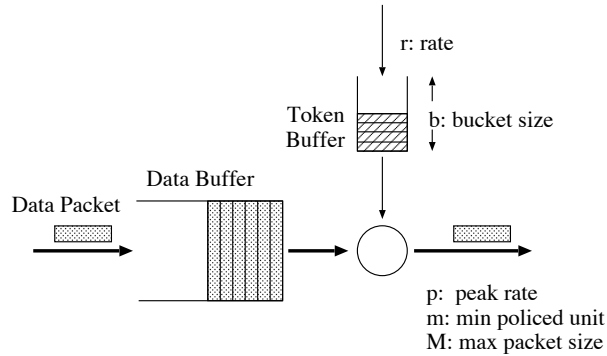 r: rate
Token
Buffer
b: bucket size
Data Buffer
Data Packet
p: peak rate
m: min policed unit
M: max packet size